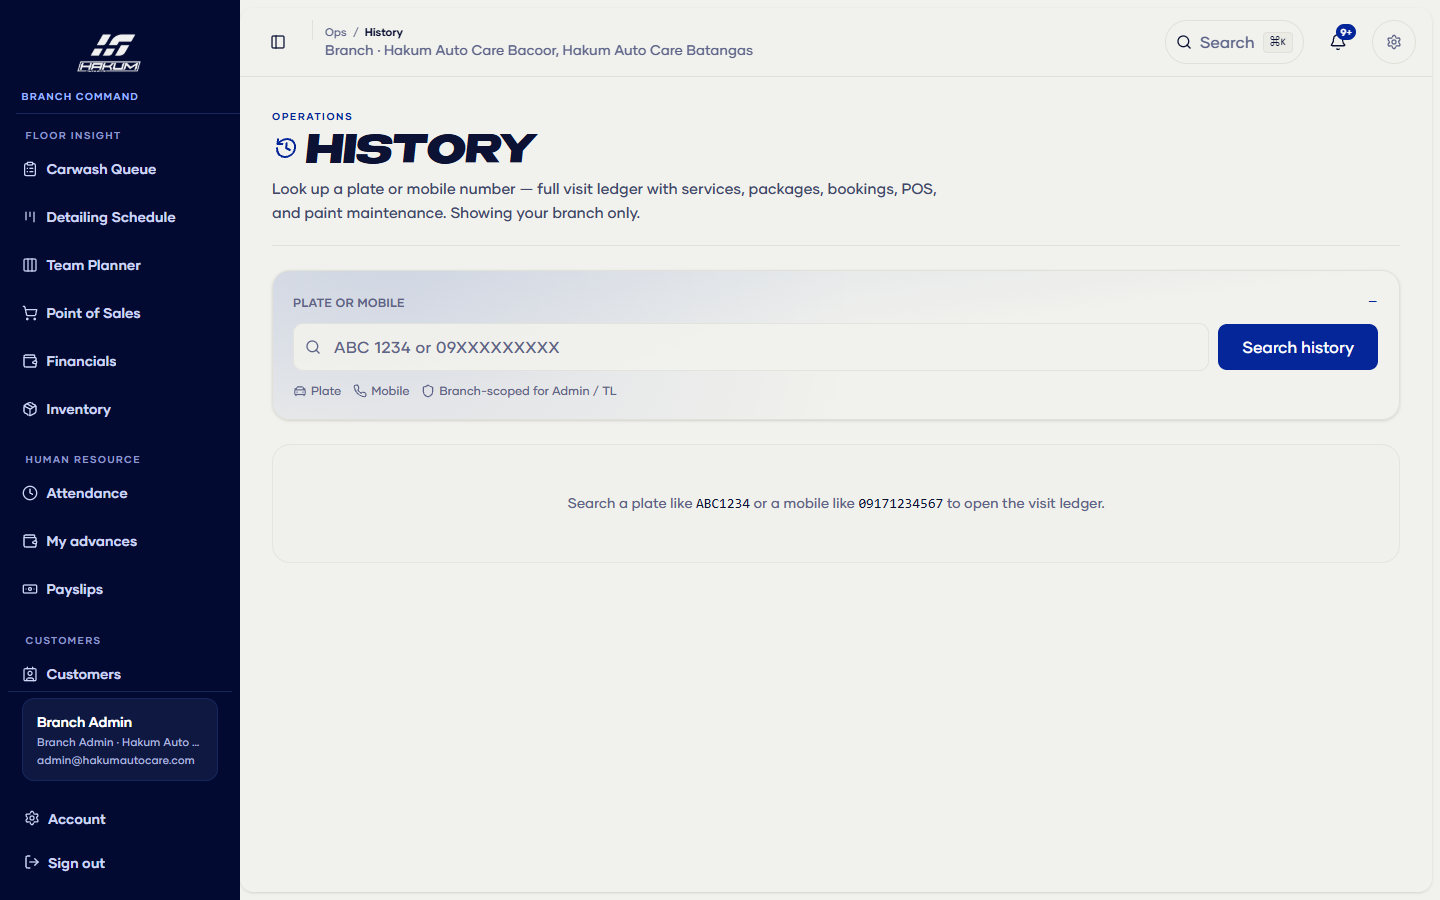 HAKUM
BRANCH COMMAND
FLOOR INSIGHT
Carwash Queue
Detailing Schedule
Team Planner
Point of Sales
Financials
Inventory
HUMAN RESOURCE
Attendance
My advances
Payslips
CUSTOMERS
Customers
Branch Admin
Branch Admin · Hakum Auto ...
admin@hakumautocare.com
Account
Sign out
Ops / History
Branch · Hakum Auto Care Bacoor, Hakum Auto Care Batangas
Search ⌘K
9+
OPERATIONS
HISTORY
Look up a plate or mobile number — full visit ledger with services, packages, bookings, POS,
and paint maintenance. Showing your branch only.
PLATE OR MOBILE
ABC 1234 or 09XXXXXXXXX
Search history
Plate Mobile Branch-scoped for Admin / TL
Search a plate like ABC1234 or a mobile like 09171234567 to open the visit ledger.